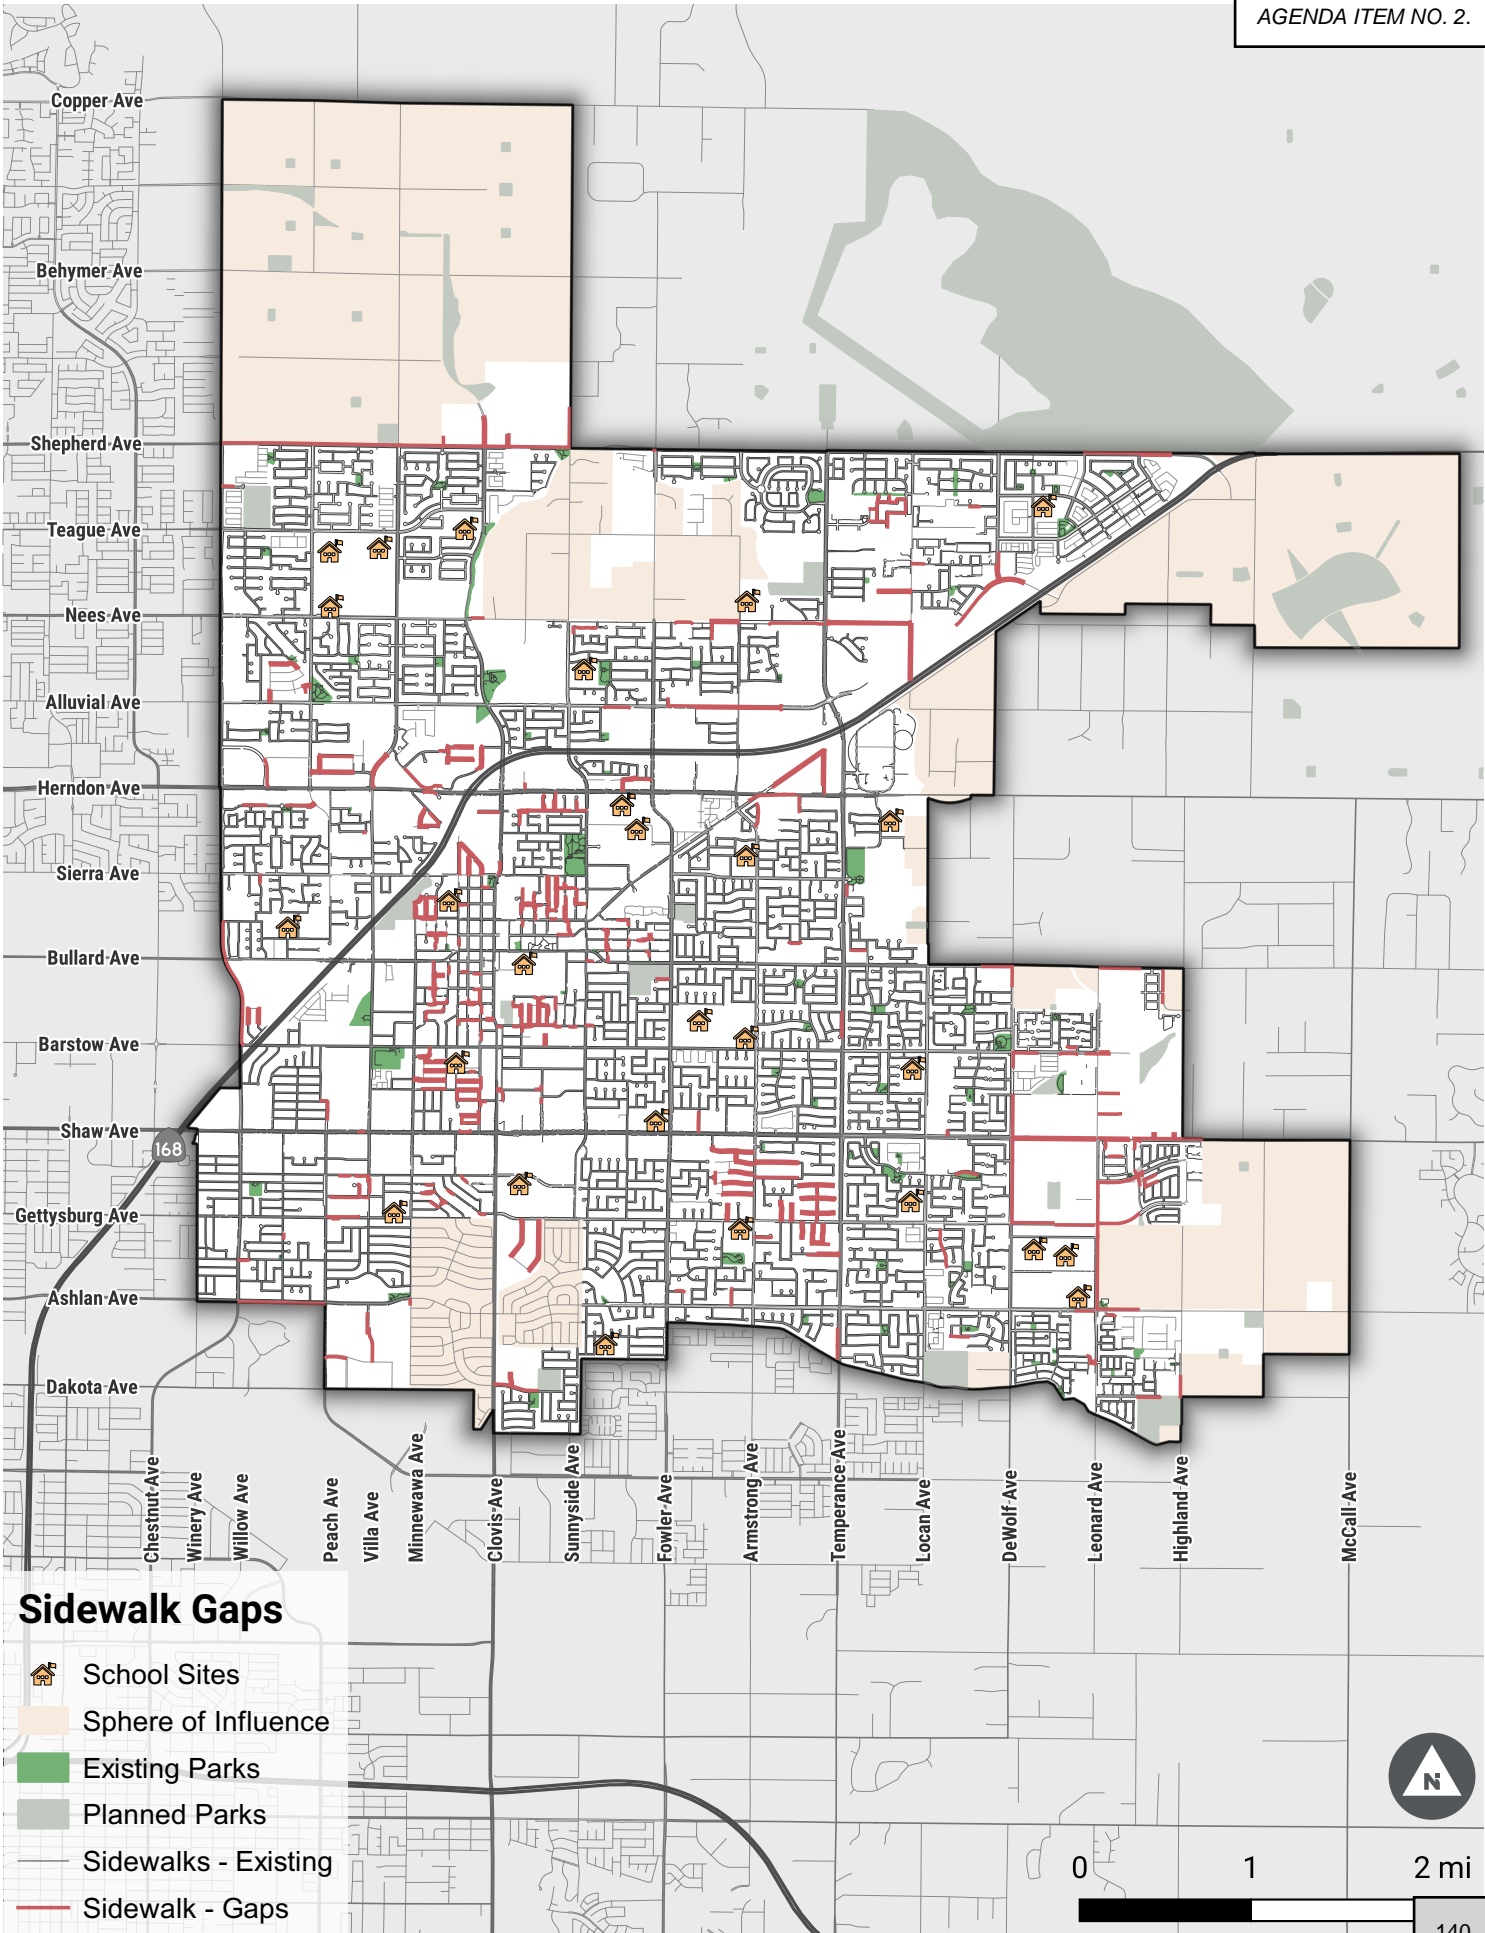 AGENDA ITEM NO. 2.
Copper Ave
Behymer Ave
Shepherd Ave
Teague Ave
Nees Ave
Alluvial Ave
Herndon Ave
Sierra Ave
Bullard Ave
Barstow Ave
Shaw Ave
168
Gettysburg Ave
Ashlan Ave
Dakota Ave
Chestnut Ave
Winery Ave
Willow Ave
Peach Ave
Villa Ave
Minnewawa Ave
Clovis Ave
Sunnyside Ave
Fowler Ave
Armstrong Ave
Temperance Ave
Locan Ave
DeWolf Ave
Leonard Ave
Highland Ave
McCall Ave
Sidewalk Gaps
School Sites
Sphere of Influence
Existing Parks
Planned Parks
Sidewalks - Existing
Sidewalk - Gaps
N
0 1 2 mi
140